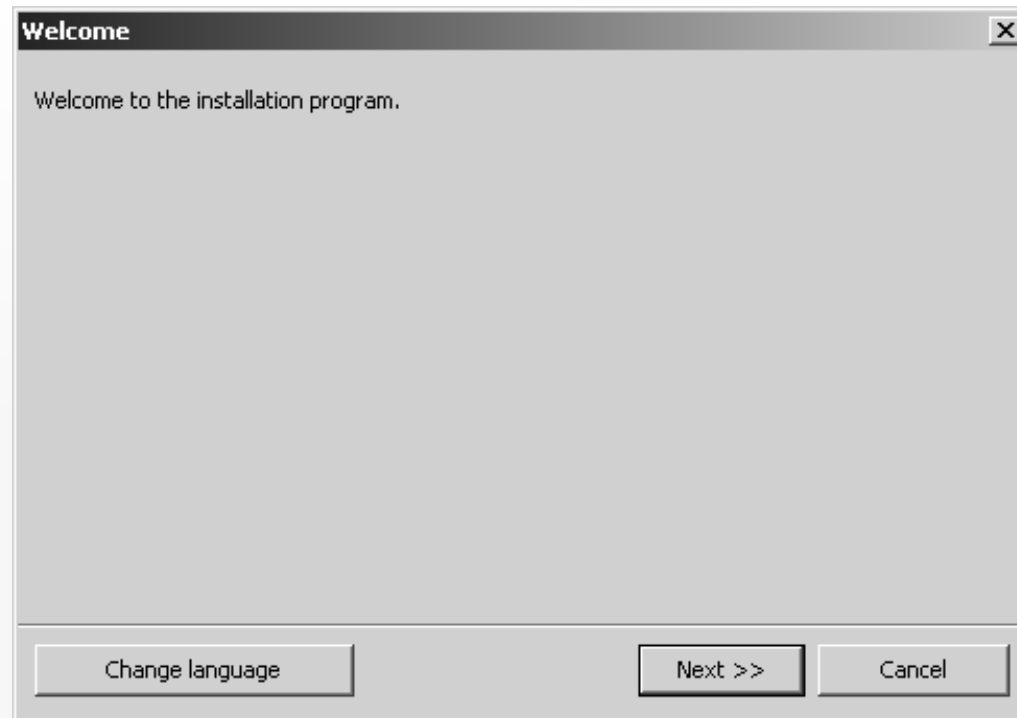 Welcome
Welcome to the installation program.
Change language
Next >>
Cancel